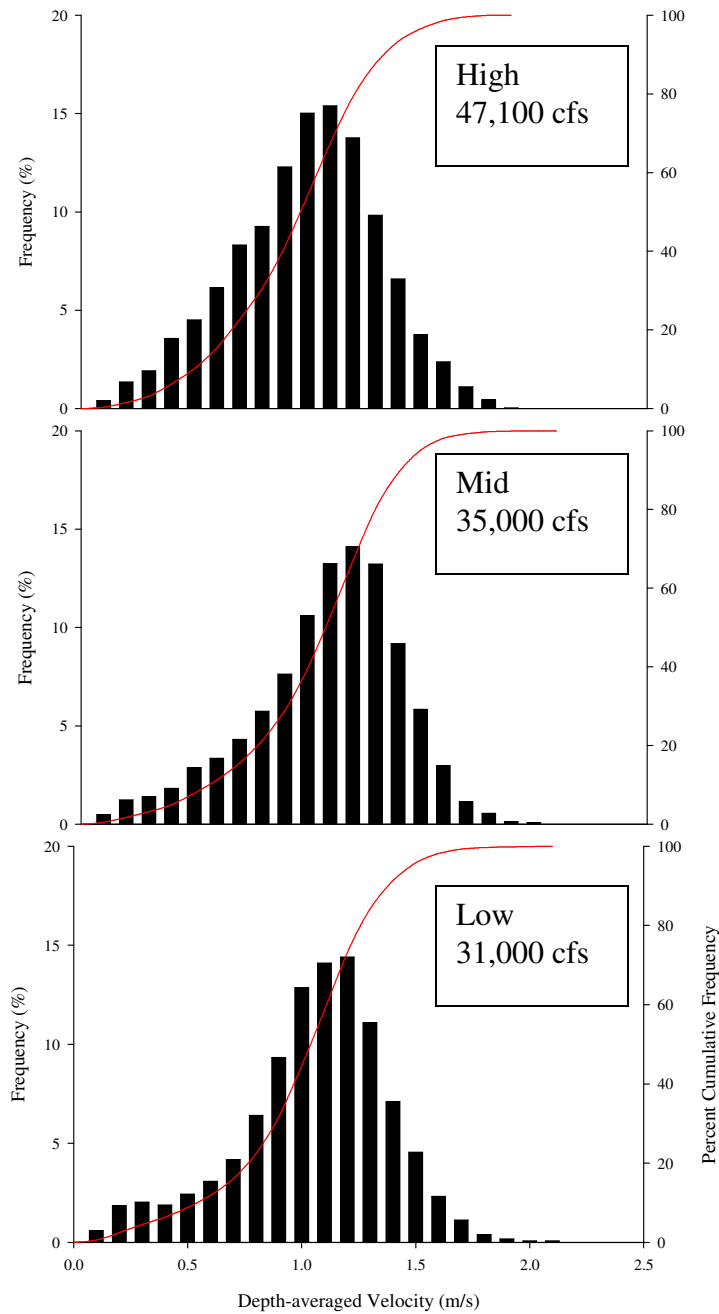 20
15
10
5
0
Frequency (%)
100
80
60
40
20
0
High
47,100 cfs
20
15
10
5
0
Frequency (%)
100
80
60
40
20
0
Mid
35,000 cfs
20
15
10
5
0
Frequency (%)
100
80
60
40
20
0
Percent Cumulative Frequency
Low
31,000 cfs
0.0 0.5 1.0 1.5 2.0 2.5
Depth-averaged Velocity (m/s)